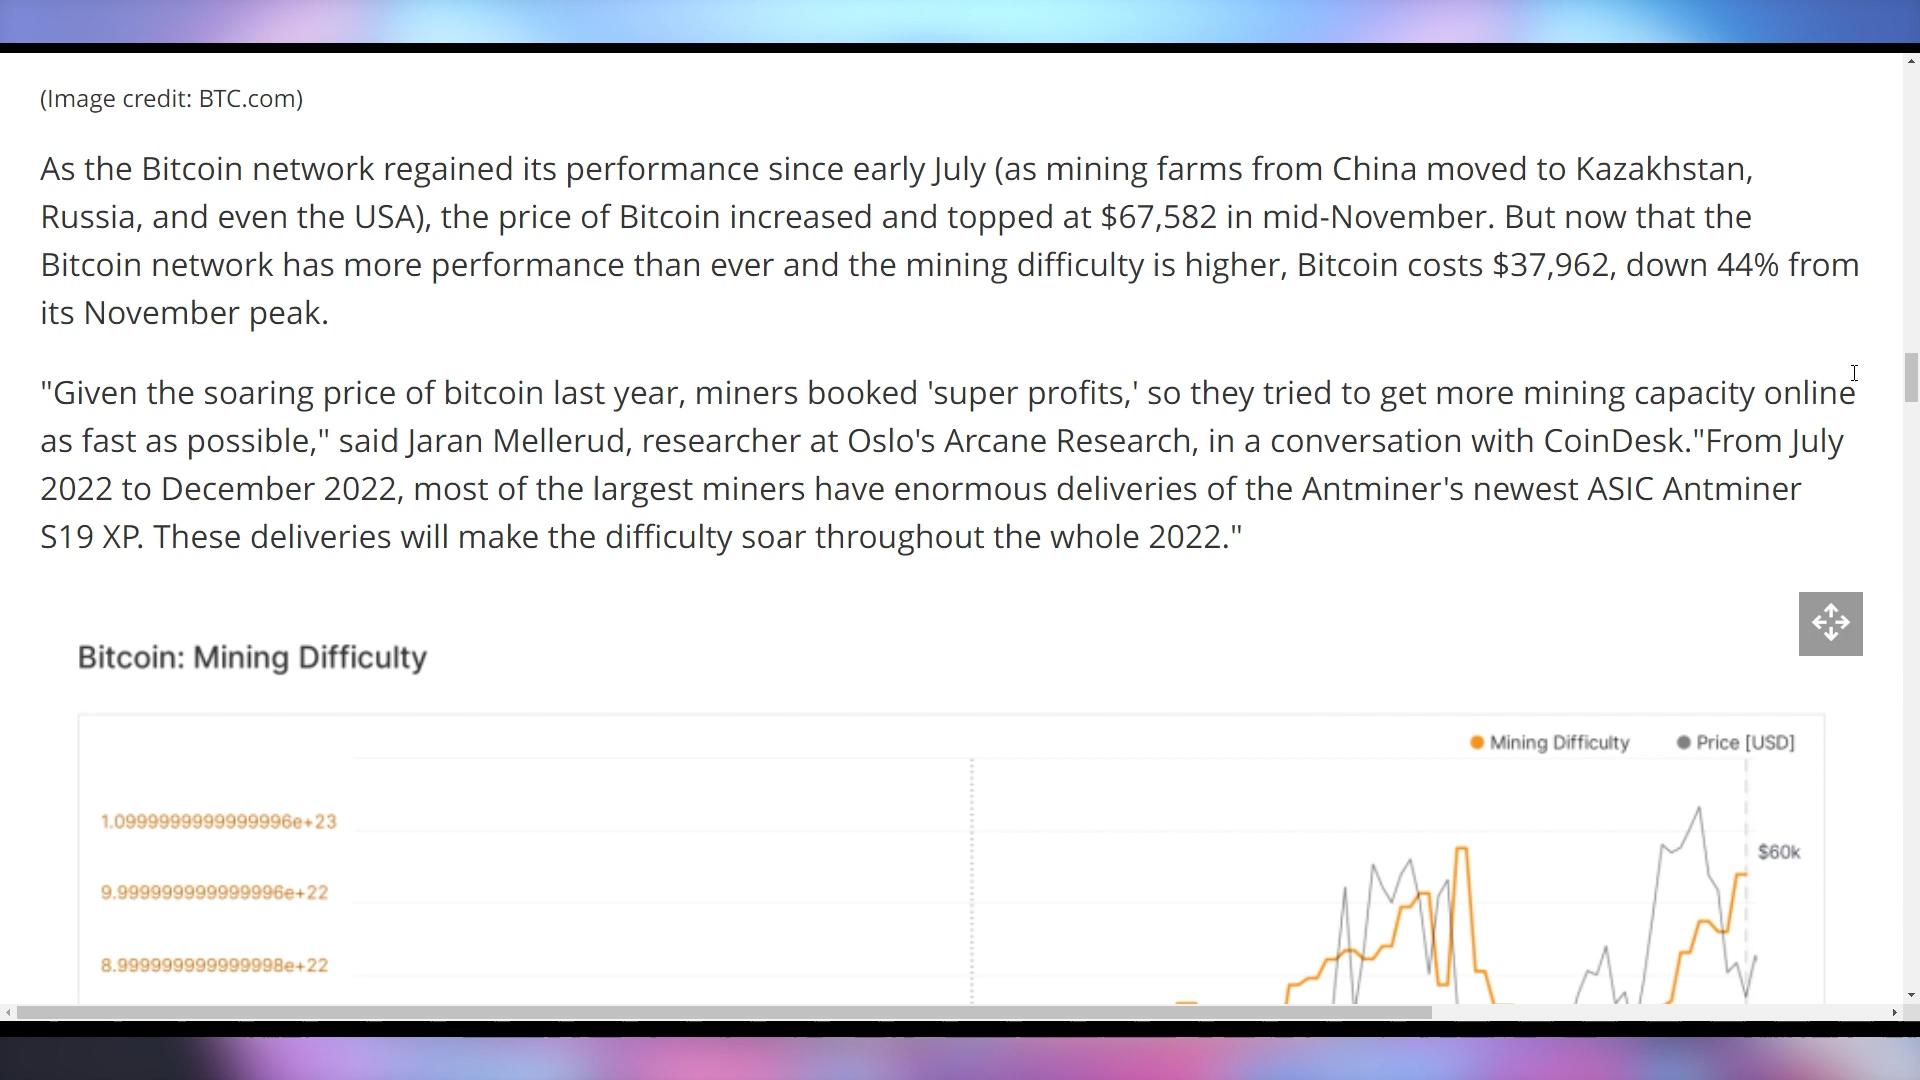 (Image credit: BTC.com)
As the Bitcoin network regained its performance since early July (as mining farms from China moved to Kazakhstan,
Russia, and even the USA), the price of Bitcoin increased and topped at $67,582 in mid-November. But now that the
Bitcoin network has more performance than ever and the mining difficulty is higher, Bitcoin costs $37,962, down 44% from
its November peak.
"Given the soaring price of bitcoin last year, miners booked 'super profits,' so they tried to get more mining capacity online
as fast as possible," said Jaran Mellerud, researcher at Oslo's Arcane Research, in a conversation with CoinDesk."From July
2022 to December 2022, most of the largest miners have enormous deliveries of the Antminer's newest ASIC Antminer
S19 XP. These deliveries will make the difficulty soar throughout the whole 2022."
Bitcoin: Mining Difficulty
Mining Difficulty Price [USD]
1.0999999999999996e+23
$60k
9.999999999999996e+22
8.999999999999998e+22